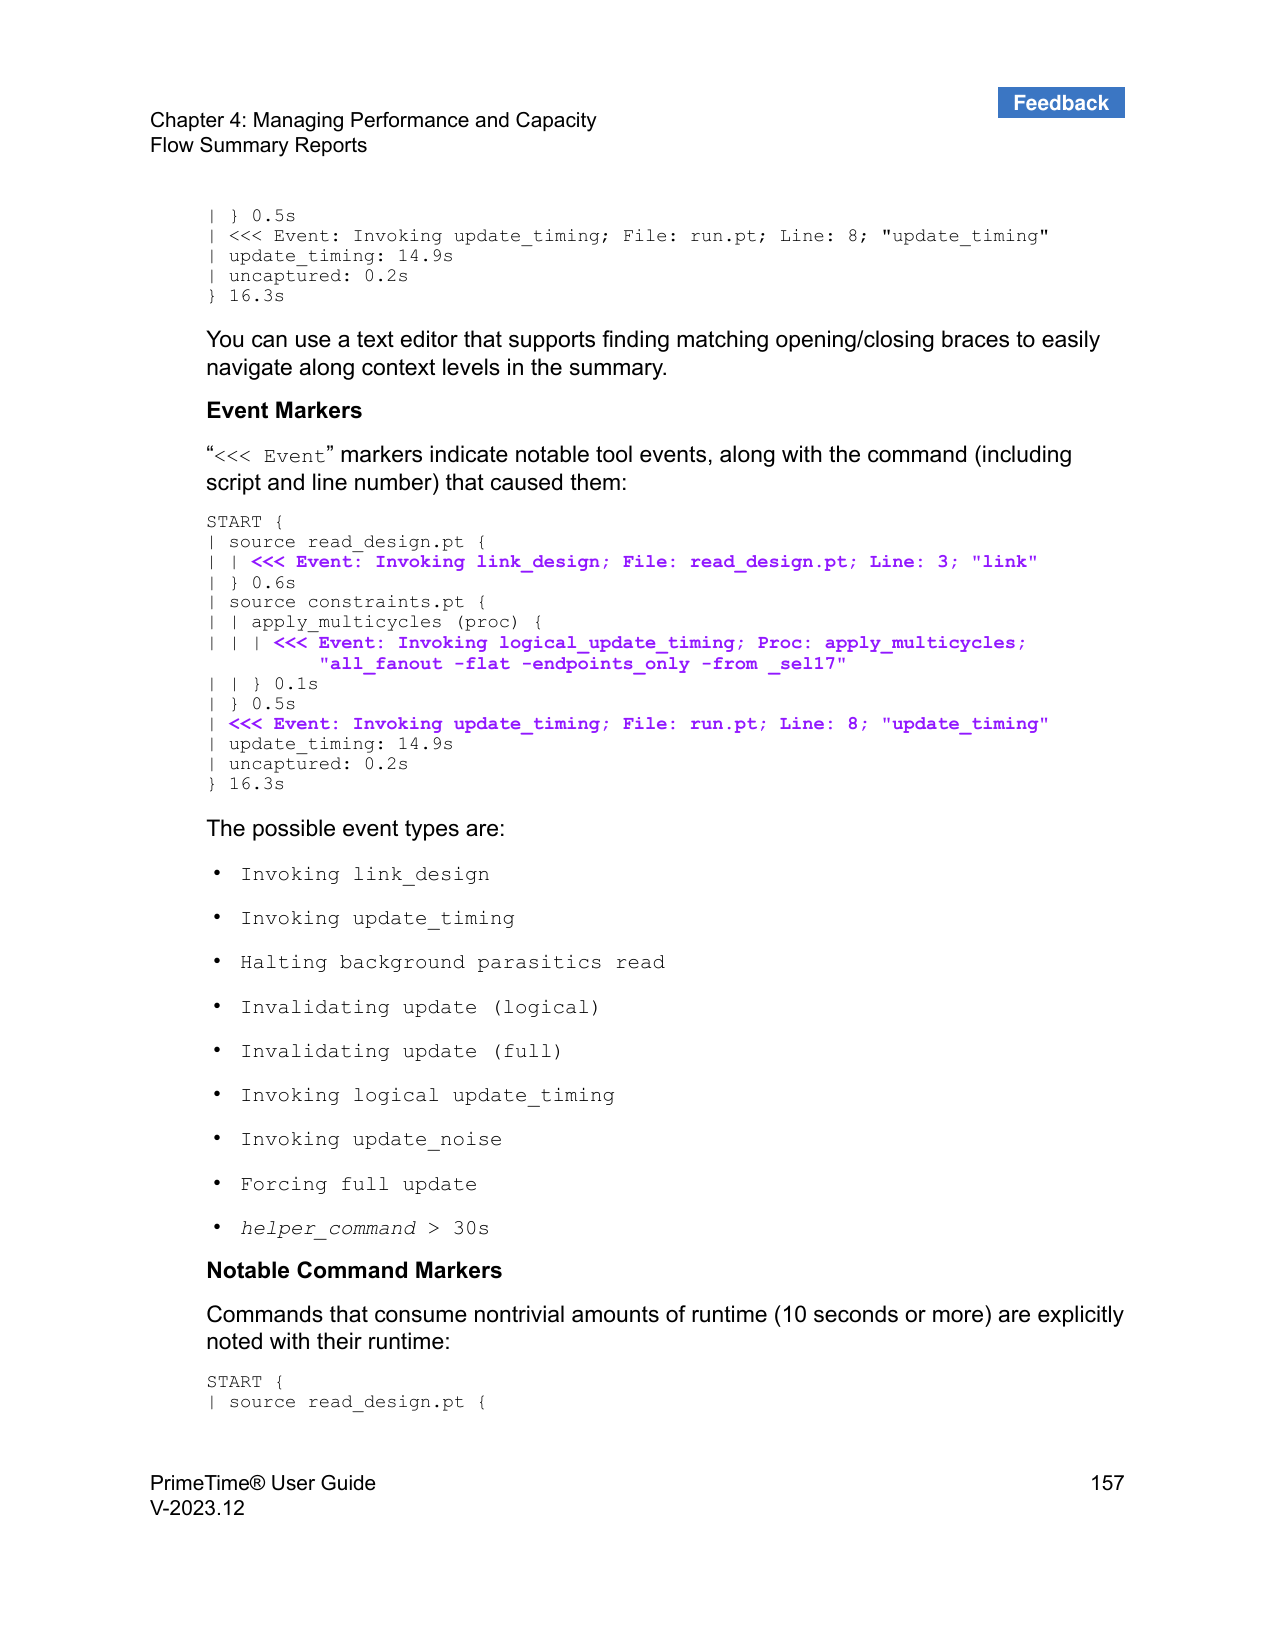 Feedback
Chapter 4: Managing Performance and Capacity
Flow Summary Reports
| } 0.5s
| <<< Event: Invoking update_timing; File: run.pt; Line: 8; "update_timing"
| update_timing: 14.9s
| uncaptured: 0.2s
} 16.3s
You can use a text editor that supports finding matching opening/closing braces to easily
navigate along context levels in the summary.
Event Markers
“<<< Event” markers indicate notable tool events, along with the command (including
script and line number) that caused them:
START {
| source read_design.pt {
| | <<< Event: Invoking link_design; File: read_design.pt; Line: 3; "link"
| } 0.6s
| source constraints.pt {
| | apply_multicycles (proc) {
| | | <<< Event: Invoking logical_update_timing; Proc: apply_multicycles;
"all_fanout -flat -endpoints_only -from _sel17"
| | } 0.1s
| } 0.5s
| <<< Event: Invoking update_timing; File: run.pt; Line: 8; "update_timing"
| update_timing: 14.9s
| uncaptured: 0.2s
} 16.3s
The possible event types are:
• Invoking link_design
• Invoking update_timing
• Halting background parasitics read
• Invalidating update (logical)
• Invalidating update (full)
• Invoking logical update_timing
• Invoking update_noise
• Forcing full update
• helper_command > 30s
Notable Command Markers
Commands that consume nontrivial amounts of runtime (10 seconds or more) are explicitly
noted with their runtime:
START {
| source read_design.pt {
PrimeTime® User Guide 157
V-2023.12